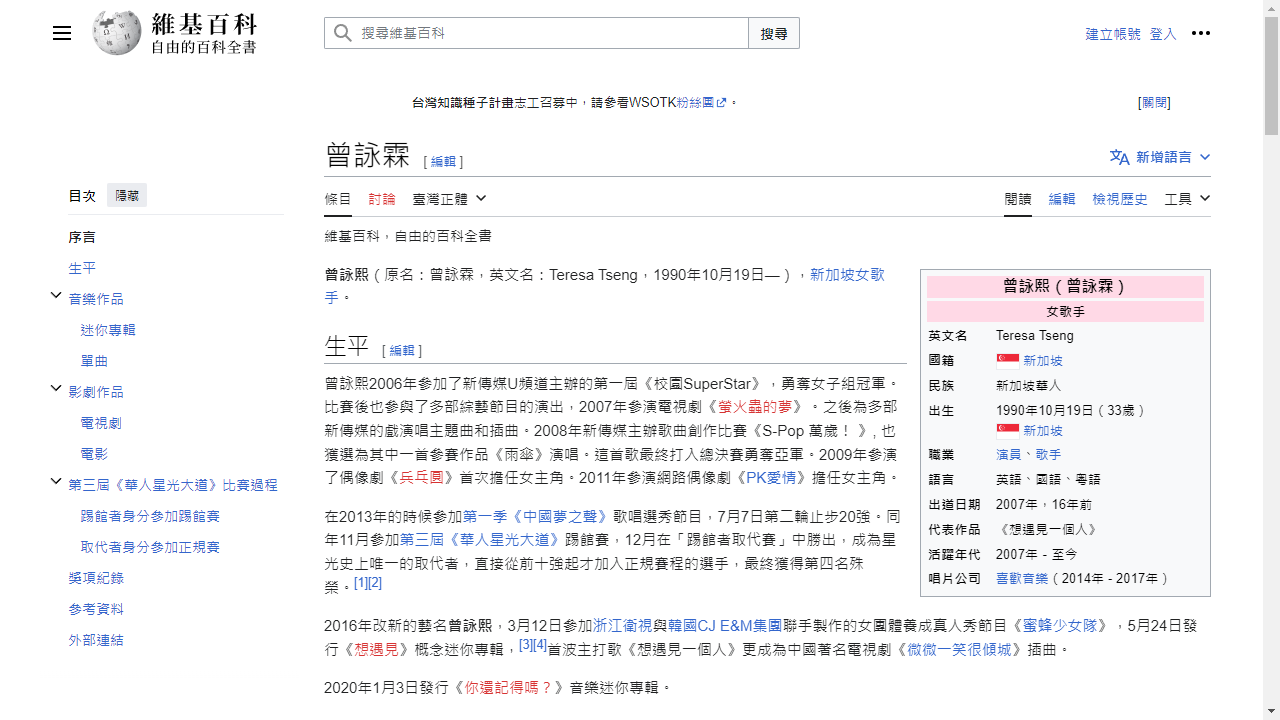 維基百科
自由的百科全書
搜尋維基百科
搜尋
建立帳號 登入
台灣知識種子計畫志工召募中，請參看WSOTK粉絲團。
[關閉]
目次 隱藏
序言
生平
音樂作品
迷你專輯
單曲
影劇作品
電視劇
電影
第三屆《華人星光大道》比賽過程
踢館者身分參加踢館賽
取代者身分參加正規賽
獎項紀錄
參考資料
外部連結
曾詠霖 [編輯]
新增語言
條目 討論 臺灣正體
閱讀 編輯 檢視歷史 工具
維基百科，自由的百科全書
曾詠熙（原名：曾詠霖，英文名：Teresa Tseng，1990年10月19日—），新加坡女歌
手。
生平 [編輯]
曾詠熙2006年參加了新傳媒U頻道主辦的第一屆《校園SuperStar》，勇奪女子組冠軍。
比賽後也參與了多部綜藝節目的演出，2007年參演電視劇《螢火蟲的夢》。之後為多部
新傳媒的戲演唱主題曲和插曲。2008年新傳媒主辦歌曲創作比賽《S-Pop 萬歲！ 》, 也
獲選為其中一首參賽作品《雨傘》演唱。這首歌最終打入總決賽勇奪亞軍。2009年參演
了偶像劇《兵乓圓》首次擔任女主角。2011年參演網路偶像劇《PK愛情》擔任女主角。
在2013年的時候參加第一季《中國夢之聲》歌唱選秀節目，7月7日第二輪止步20強。同
年11月參加第三屆《華人星光大道》踢館賽，12月在「踢館者取代賽」中勝出，成為星
光史上唯一的取代者，直接從前十強起才加入正規賽程的選手，最終獲得第四名殊
榮。[1][2]
2016年改新的藝名曾詠熙，3月12日參加浙江衛視與韓國CJ E&M集團聯手製作的女團體養成真人秀節目《蜜蜂少女隊》，5月24日發
行《想遇見》概念迷你專輯，[3][4]首波主打歌《想遇見一個人》更成為中國著名電視劇《微微一笑很傾城》插曲。
2020年1月3日發行《你還記得嗎？》音樂迷你專輯。
曾詠熙（曾詠霖）
女歌手
英文名 Teresa Tseng
國籍 新加坡
民族 新加坡華人
出生 1990年10月19日（33歲）
新加坡
職業 演員、歌手
語言 英語、國語、粵語
出道日期 2007年，16年前
代表作品 《想遇見一個人》
活躍年代 2007年 - 至今
唱片公司 喜歡音樂（2014年 - 2017年）